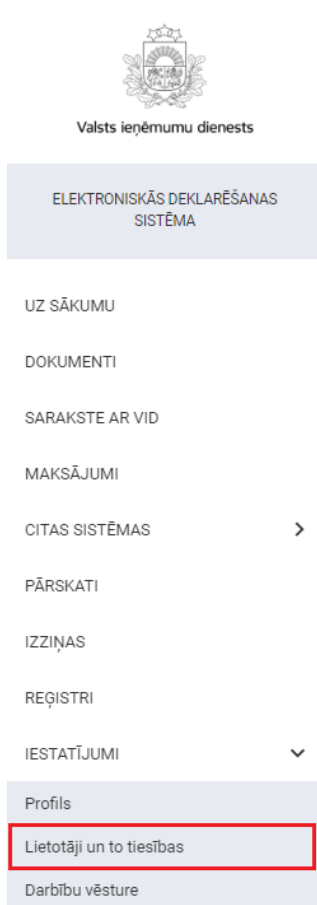 Valsts ieņēmumu dienests
ELEKTRONISKĀS DEKLARĒŠANAS
SISTĒMA
UZ SĀKUMU
DOKUMENTI
SARAKSTE AR VID
MAKSĀJUMI
CITAS SISTĒMAS
PĀRSKATI
IZZIŅAS
REĢISTRI
IESTATĪJUMI
Profils
Lietotāji un to tiesības
Darbību vēsture